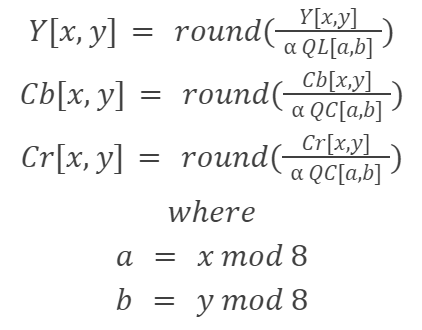 Y[x, y] = round(Y[x,y] / α QL[a,b])
Cb[x, y] = round(Cb[x,y] / α QC[a,b])
Cr[x, y] = round(Cr[x,y] / α QC[a,b])
where
a = x mod 8
b = y mod 8